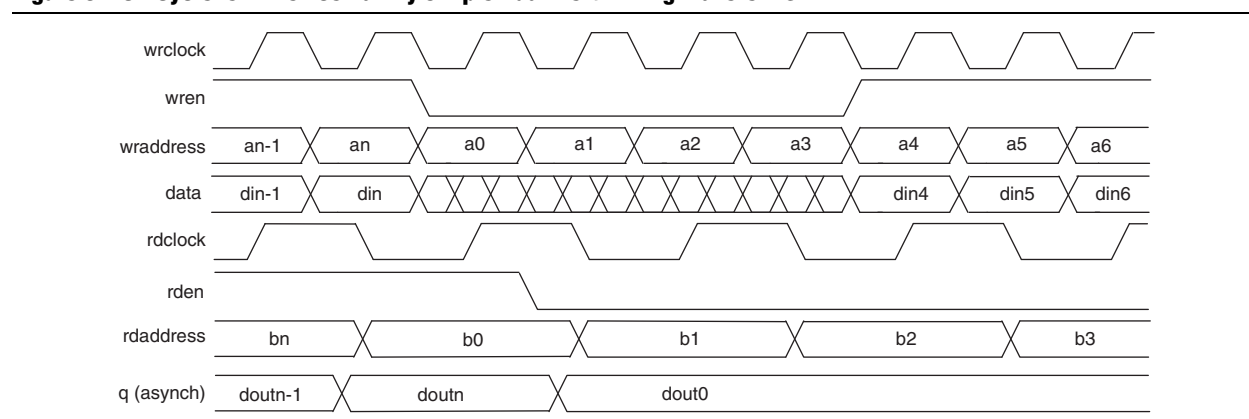 wrclock
wren
wraddress an-1 an a0 a1 a2 a3 a4 a5 a6
data din-1 din din4 din5 din6
rdclock
rden
rdaddress bn b0 b1 b2 b3
q (asynch) doutn-1 doutn dout0